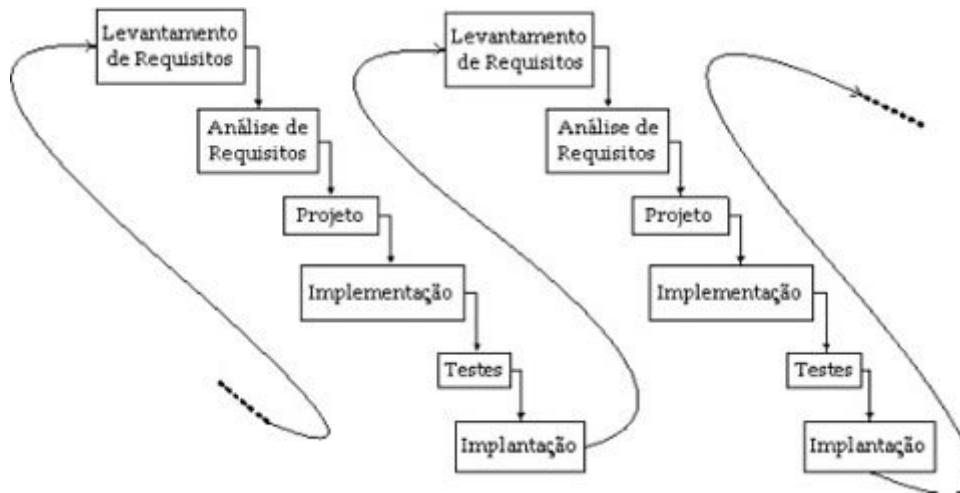 Levantamento
de Requisitos
Análise de
Requisitos
Projeto
Implementação
Testes
Implantação
Levantamento
de Requisitos
Análise de
Requisitos
Projeto
Implementação
Testes
Implantação